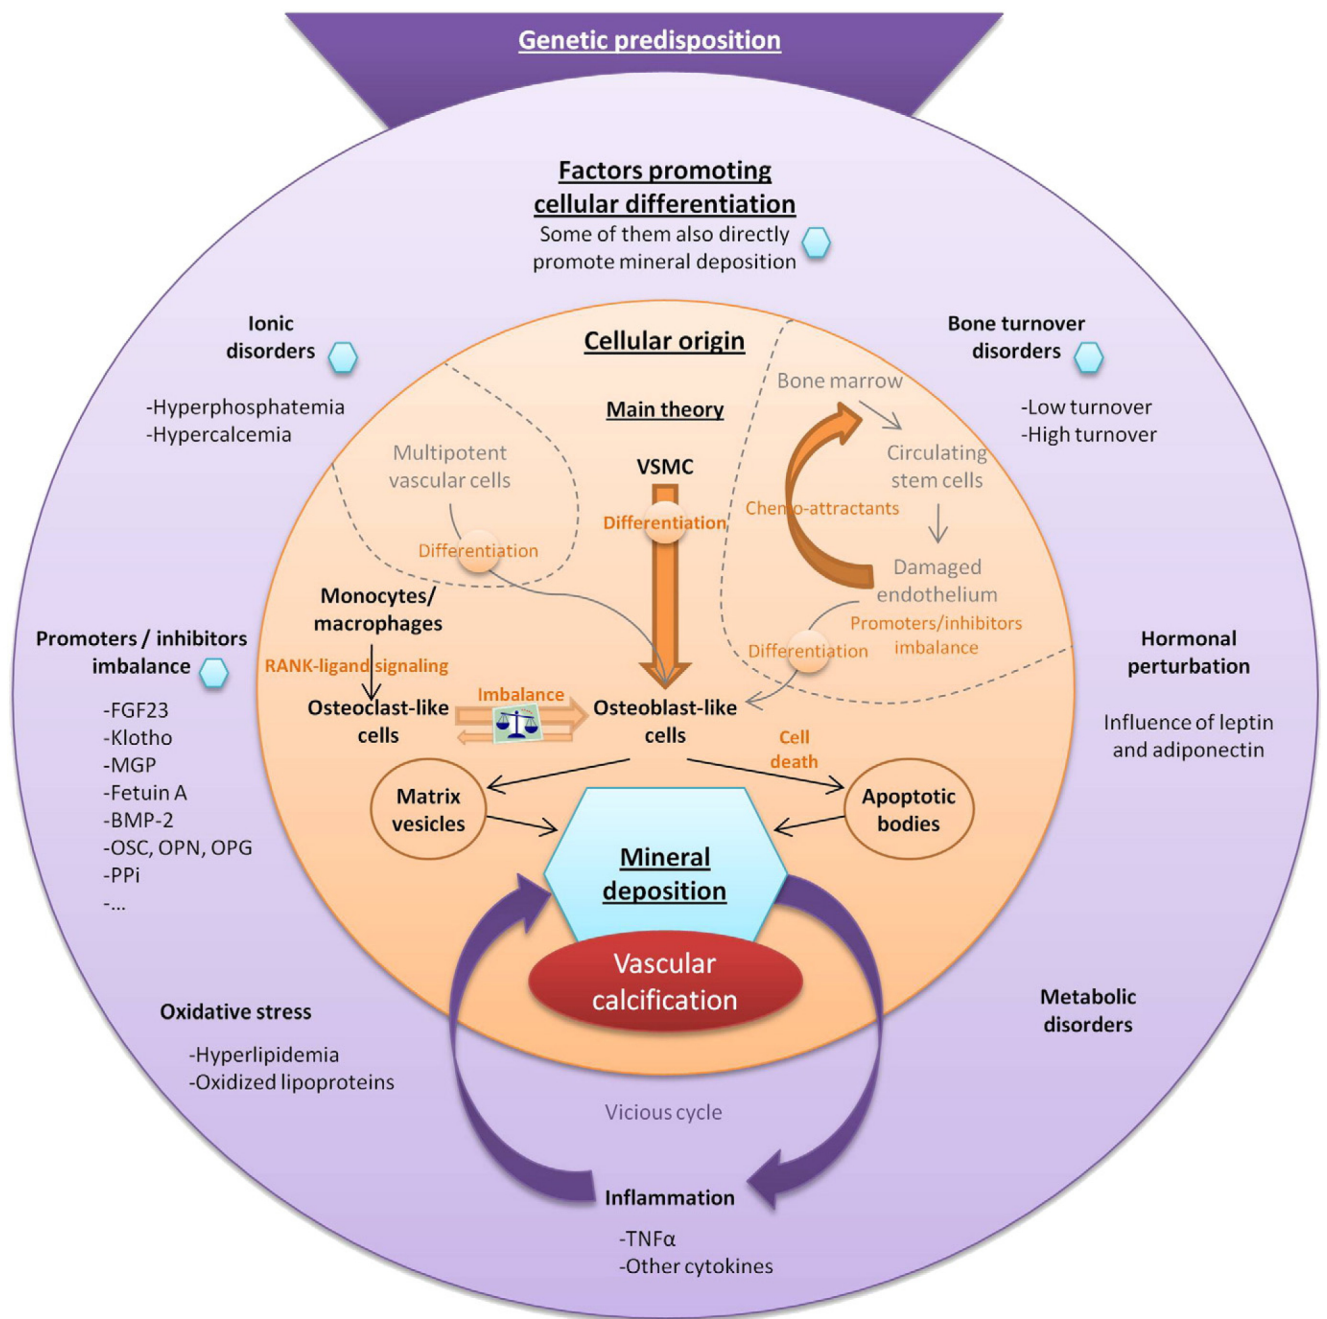 Genetic predisposition
Factors promoting
cellular differentiation
Some of them also directly
promote mineral deposition
Ionic
disorders
-Hyperphosphatemia
-Hypercalcemia
Bone turnover
disorders
-Low turnover
-High turnover
Cellular origin
Main theory
VSMC
Differentiation
Multipotent
vascular cells
Differentiation
Bone marrow
Circulating
stem cells
Chemo-attractants
Damaged
endothelium
Promoters/inhibitors
imbalance
Differentiation
Monocytes/
macrophages
RANK-ligand signaling
Osteoclast-like
cells
Imbalance
Osteoblast-like
cells
Cell
death
Matrix
vesicles
Apoptotic
bodies
Mineral
deposition
Vascular
calcification
Promoters / inhibitors
imbalance
-FGF23
-Klotho
-MGP
-Fetuin A
-BMP-2
-OSC, OPN, OPG
-PPi
-...
Hormonal
perturbation
Influence of leptin
and adiponectin
Oxidative stress
-Hyperlipidemia
-Oxidized lipoproteins
Metabolic
disorders
Vicious cycle
Inflammation
-TNFα
-Other cytokines